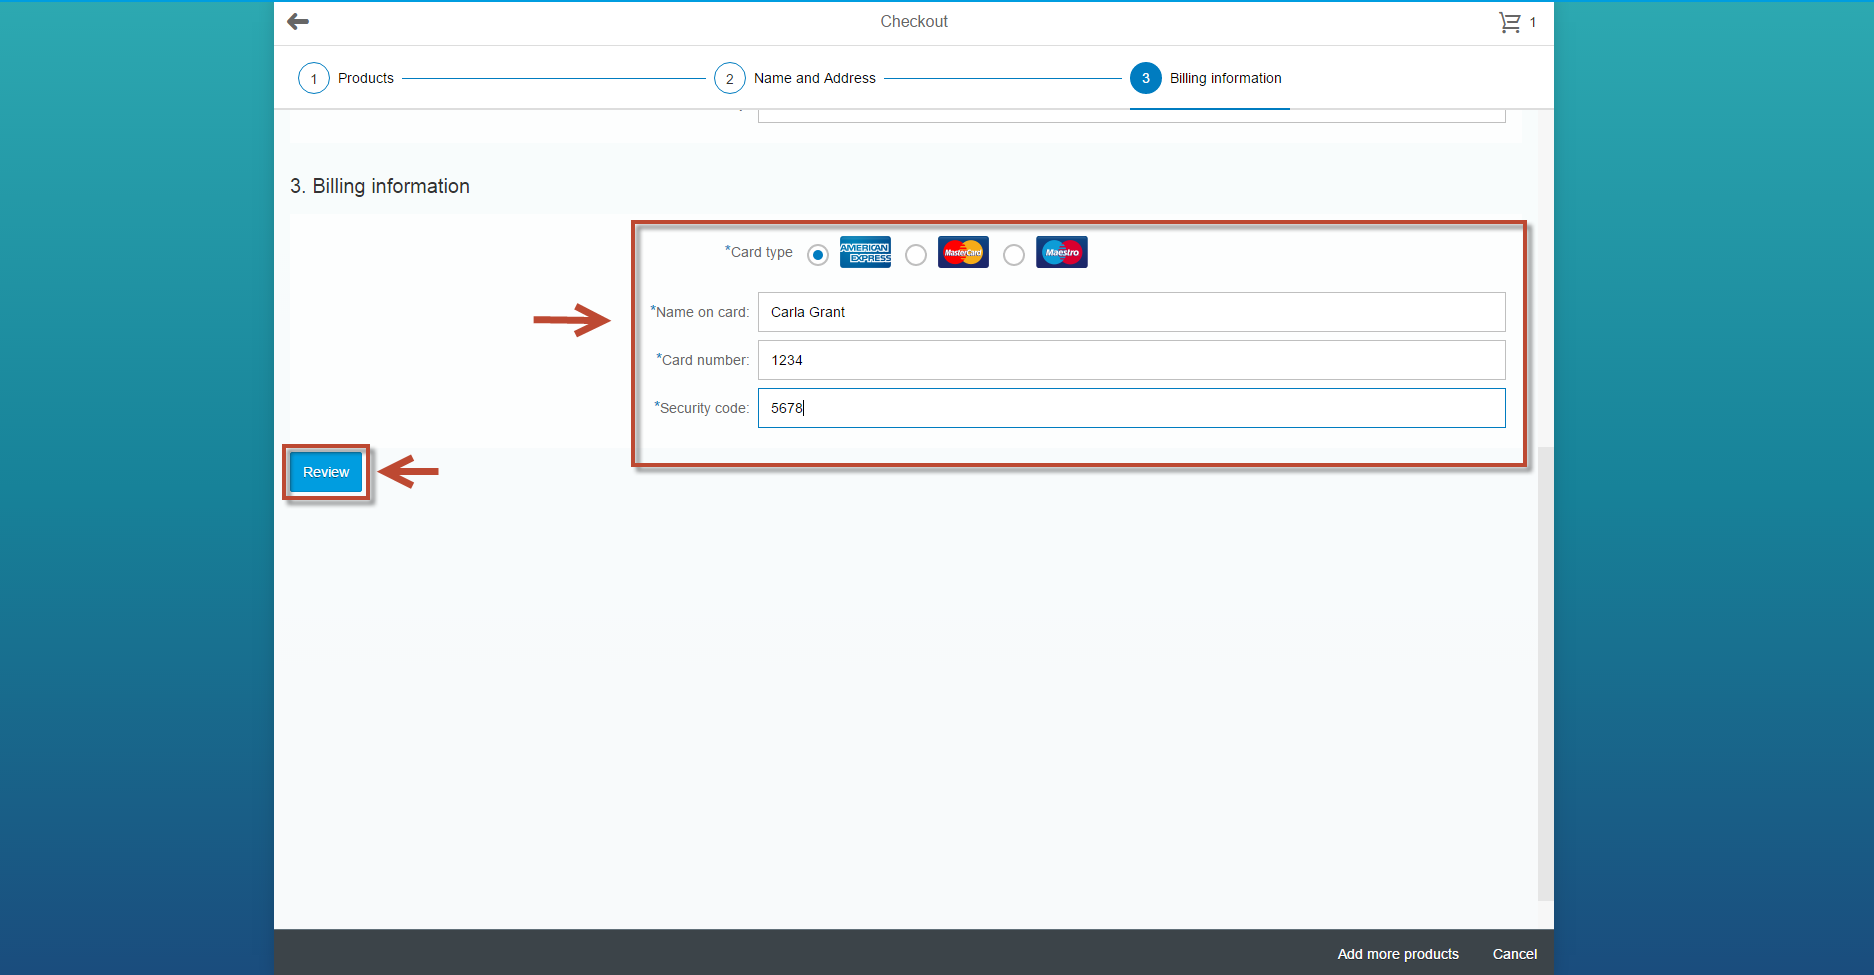 Checkout
1
1 Products
2 Name and Address
3 Billing information
3. Billing information
*Card type
AMERICAN EXPRESS
MasterCard
Maestro
*Name on card: Carla Grant
*Card number: 1234
*Security code: 5678
Review
Add more products
Cancel